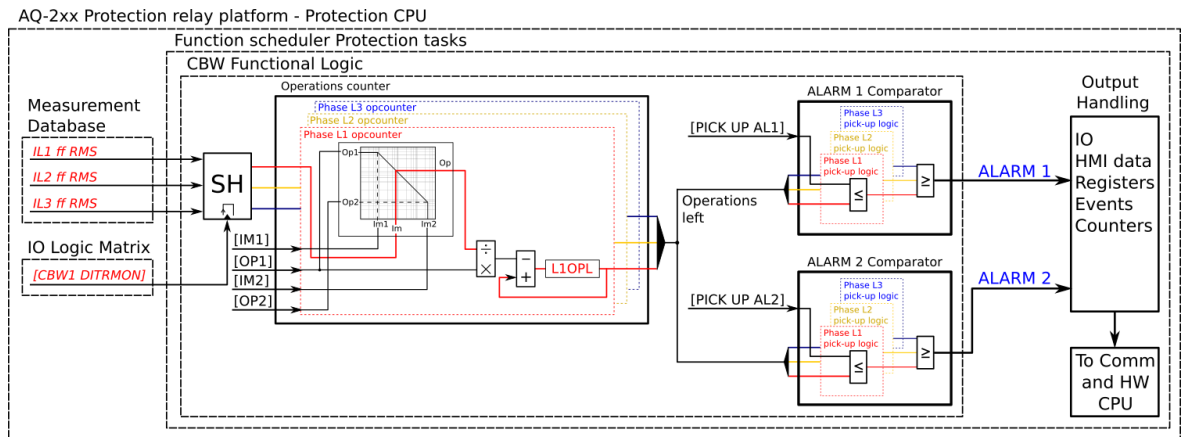 AQ-2xx Protection relay platform - Protection CPU
Function scheduler Protection tasks
CBW Functional Logic
Operations counter
Phase L3 opcounter
Phase L2 opcounter
Phase L1 opcounter
Op1
Op
Op2
Im1
Im
Im2
Measurement
Database
IL1 ff RMS
IL2 ff RMS
IL3 ff RMS
SH
IO Logic Matrix
[CBW1 DITRMON]
[IM1]
[OP1]
[IM2]
[OP2]
÷
×
-
+
L1OPL
Operations
left
ALARM 1 Comparator
[PICK UP AL1]
Phase L3
pick-up logic
Phase L2
pick-up logic
Phase L1
pick-up logic
≤
≥
ALARM 1
ALARM 2 Comparator
[PICK UP AL2]
Phase L3
pick-up logic
Phase L2
pick-up logic
Phase L1
pick-up logic
≤
≥
ALARM 2
Output
Handling
IO
HMI data
Registers
Events
Counters
To Comm
and HW
CPU